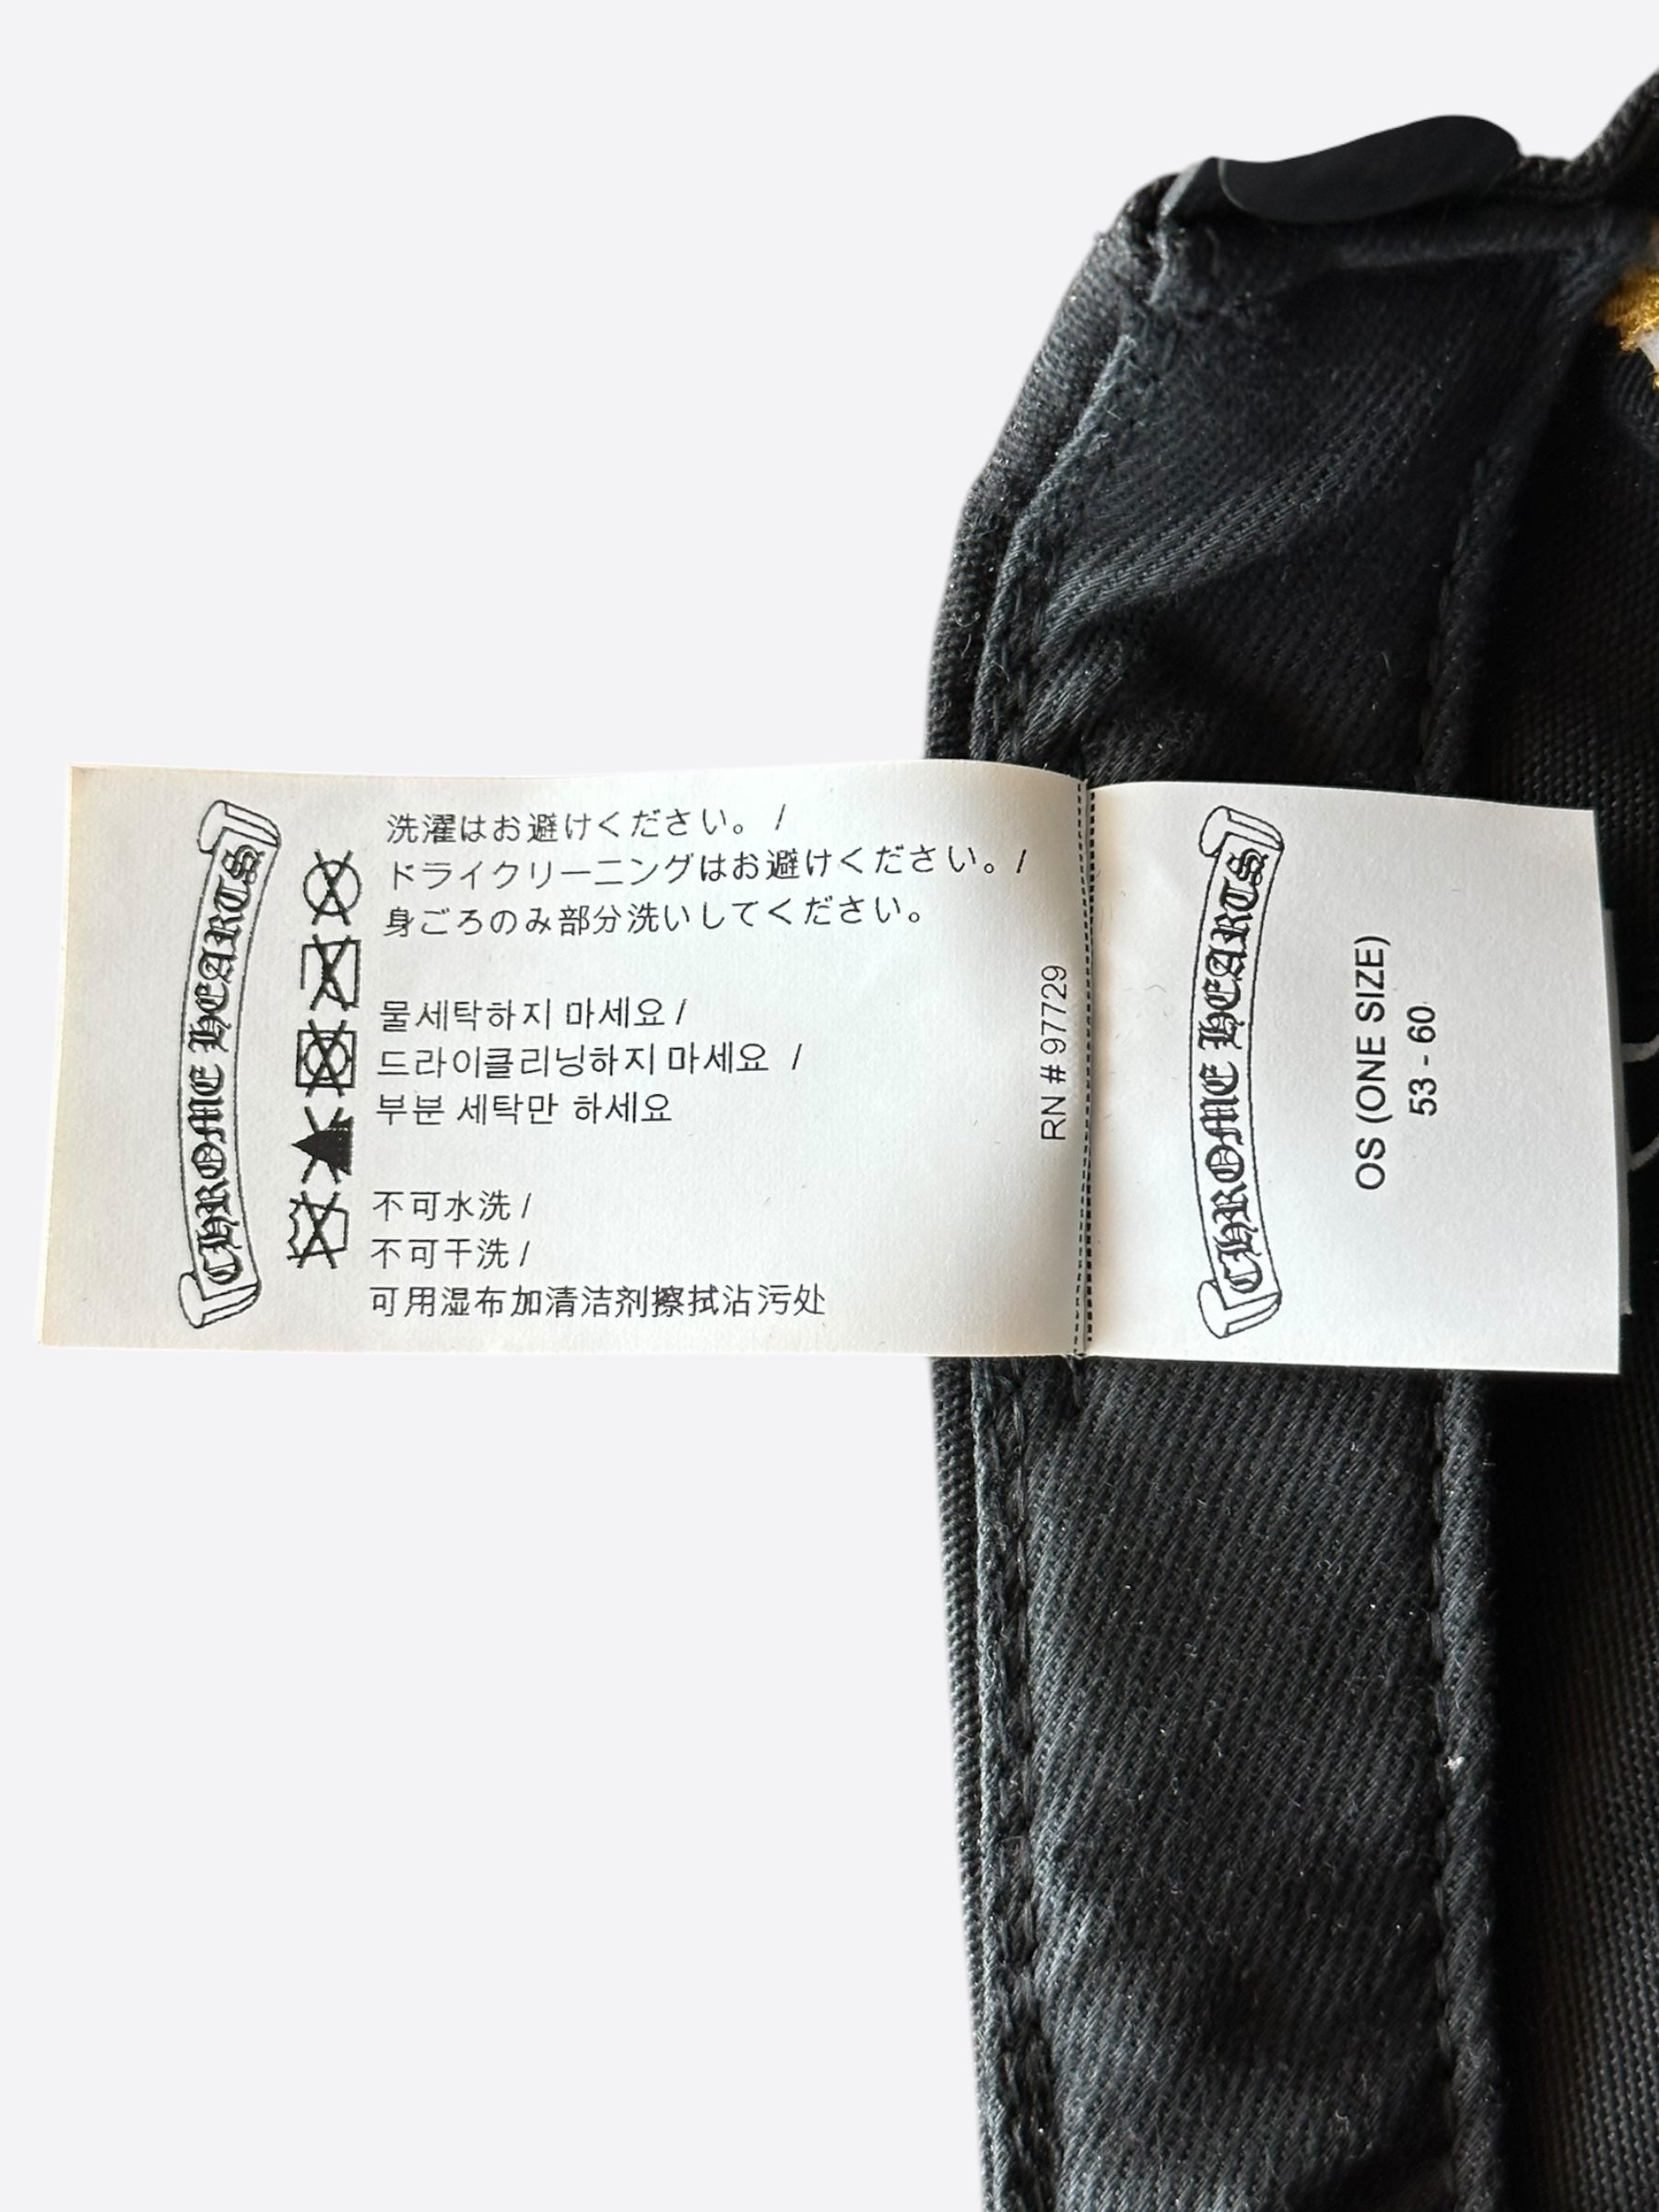 CHROME HEARTS
洗濯はお避けください。 /
ドライクリーニングはお避けください。/
身ごろのみ部分洗いしてください。
물세탁하지 마세요 /
드라이클리닝하지 마세요 /
부분 세탁만 하세요
不可水洗 /
不可干洗 /
可用湿布加清洁剂擦拭沾污处
RN # 97729
CHROME HEARTS
OS (ONE SIZE)
53 - 60